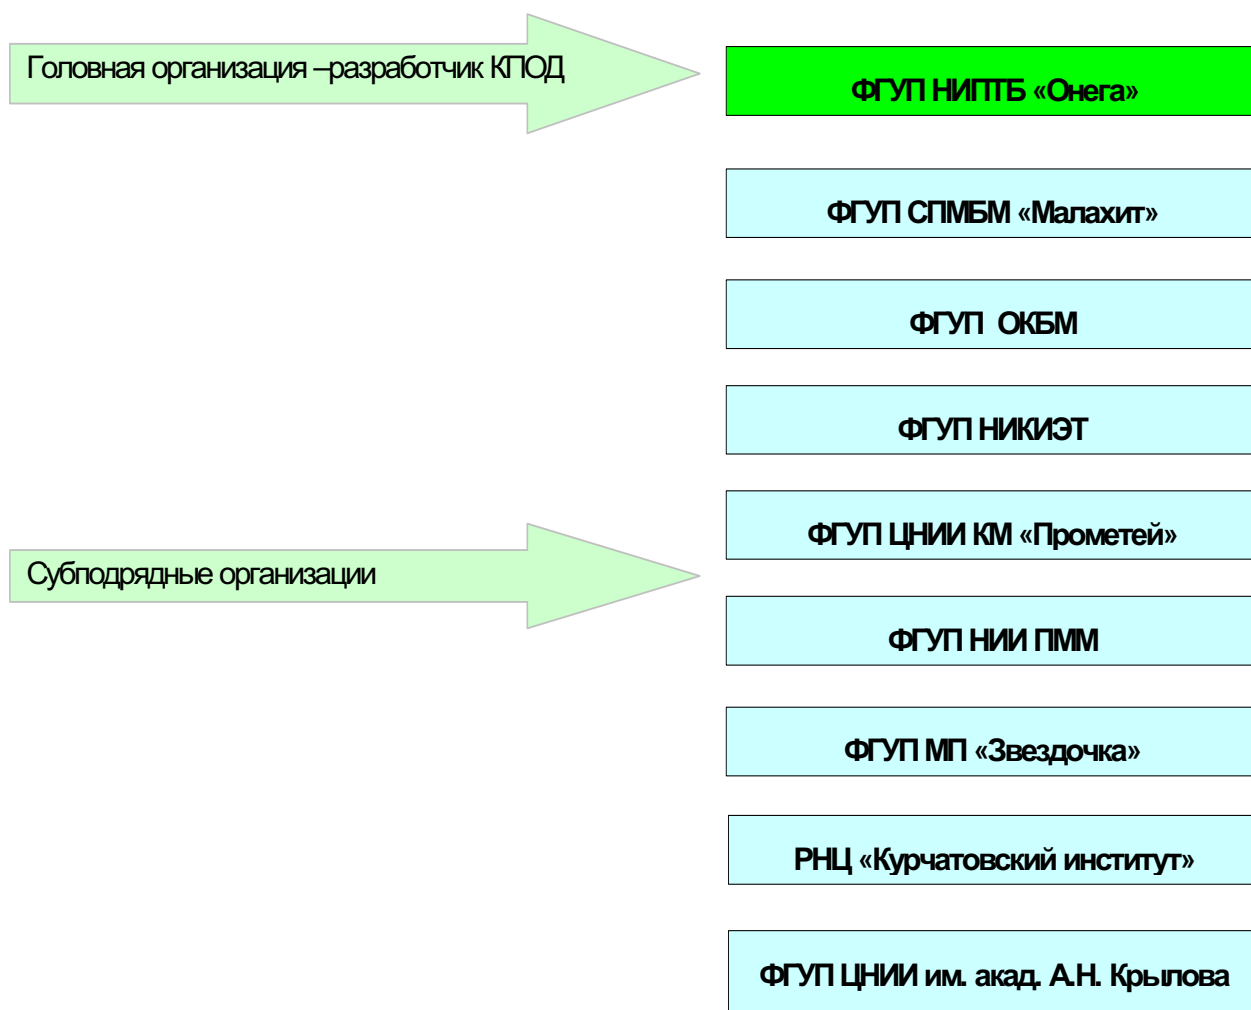 Головная организация –разработчик КПОД
ФГУП НИПТБ «Онега»
ФГУП СПМБМ «Малахит»
ФГУП ОКБМ
ФГУП НИКИЭТ
ФГУП ЦНИИ КМ «Прометей»
Субподрядные организации
ФГУП НИИ ПММ
ФГУП МП «Звездочка»
РНЦ «Курчатовский институт»
ФГУП ЦНИИ им. акад. А.Н. Крылова